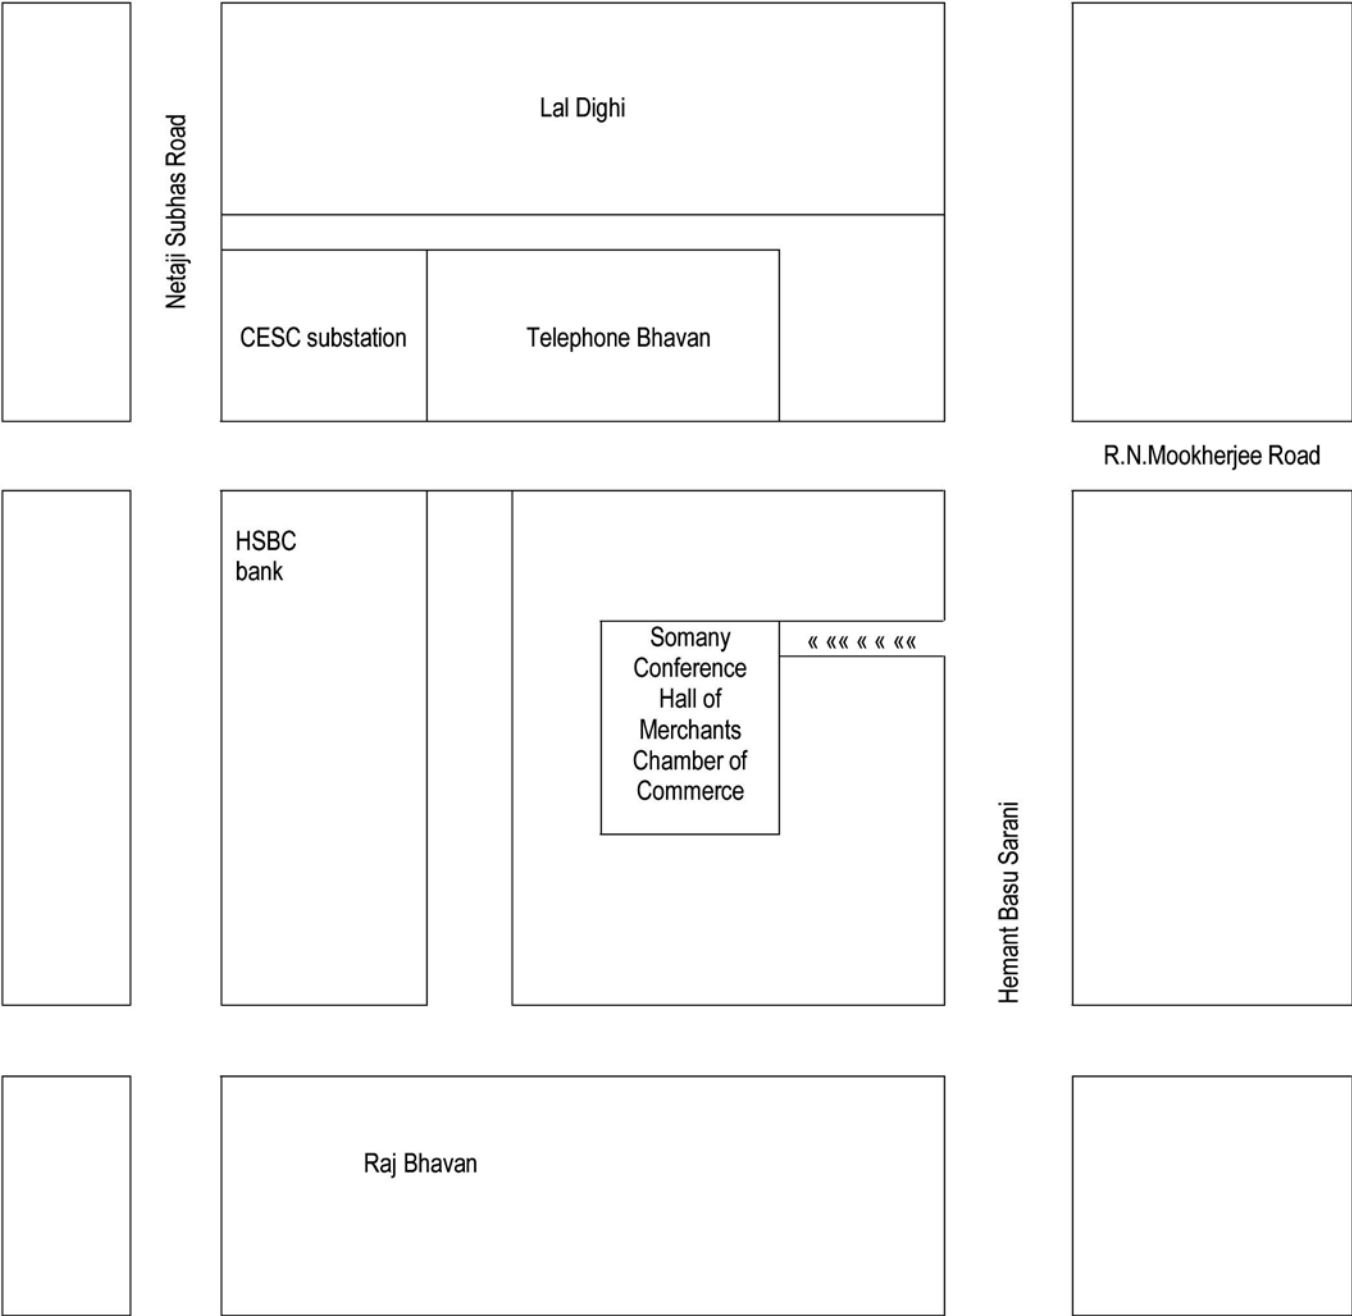 Lal Dighi
Netaji Subhas Road
CESC substation
Telephone Bhavan
R.N.Mookherjee Road
HSBC
bank
Somany
Conference
Hall of
Merchants
Chamber of
Commerce
« «« « « ««
Hemant Basu Sarani
Raj Bhavan